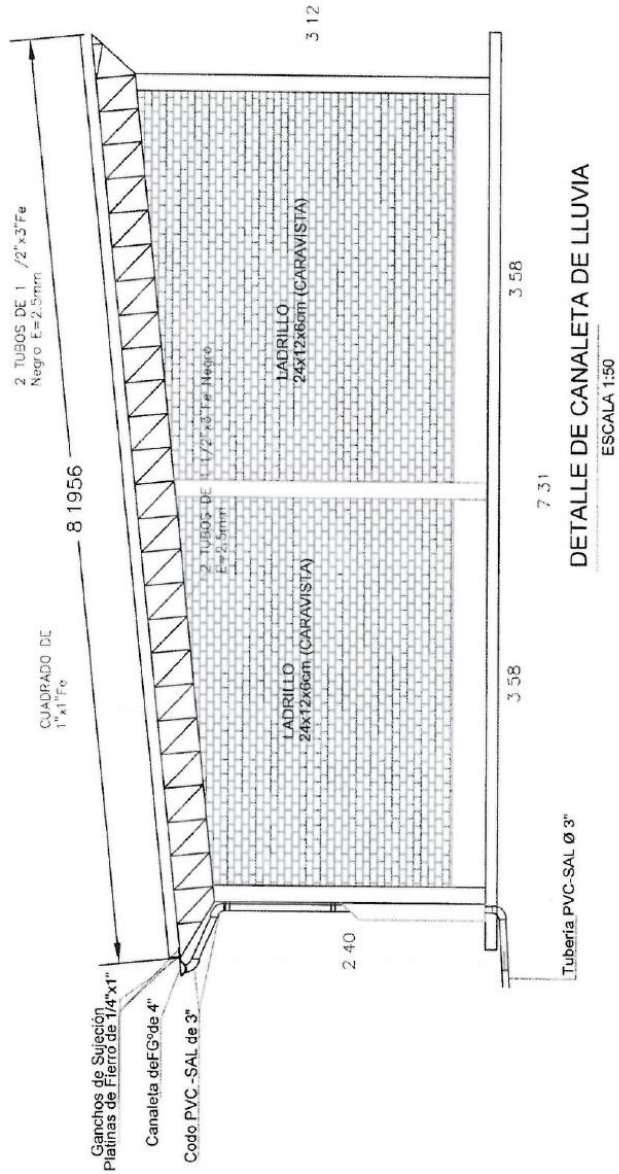 2 TUBOS DE 1 /2"x3"Fe
Negro E=2.5mm
CUADRADO DE
1"x1"Fe
8 1956
Ganchos de Sujeción
Platinas de Fierro de 1/4"x1"
Canaleta deFGºde 4"
Codo PVC -SAL de 3"
3 12
2 TUBOS DE 1 1/2"x3"Fe Negro
E=2.5mm
LADRILLO
24x12x6cm (CARAVISTA)
LADRILLO
24x12x6cm (CARAVISTA)
2 40
3 58
3 58
7 31
Tubería PVC-SAL Ø 3"
DETALLE DE CANALETA DE LLUVIA
ESCALA 1:50